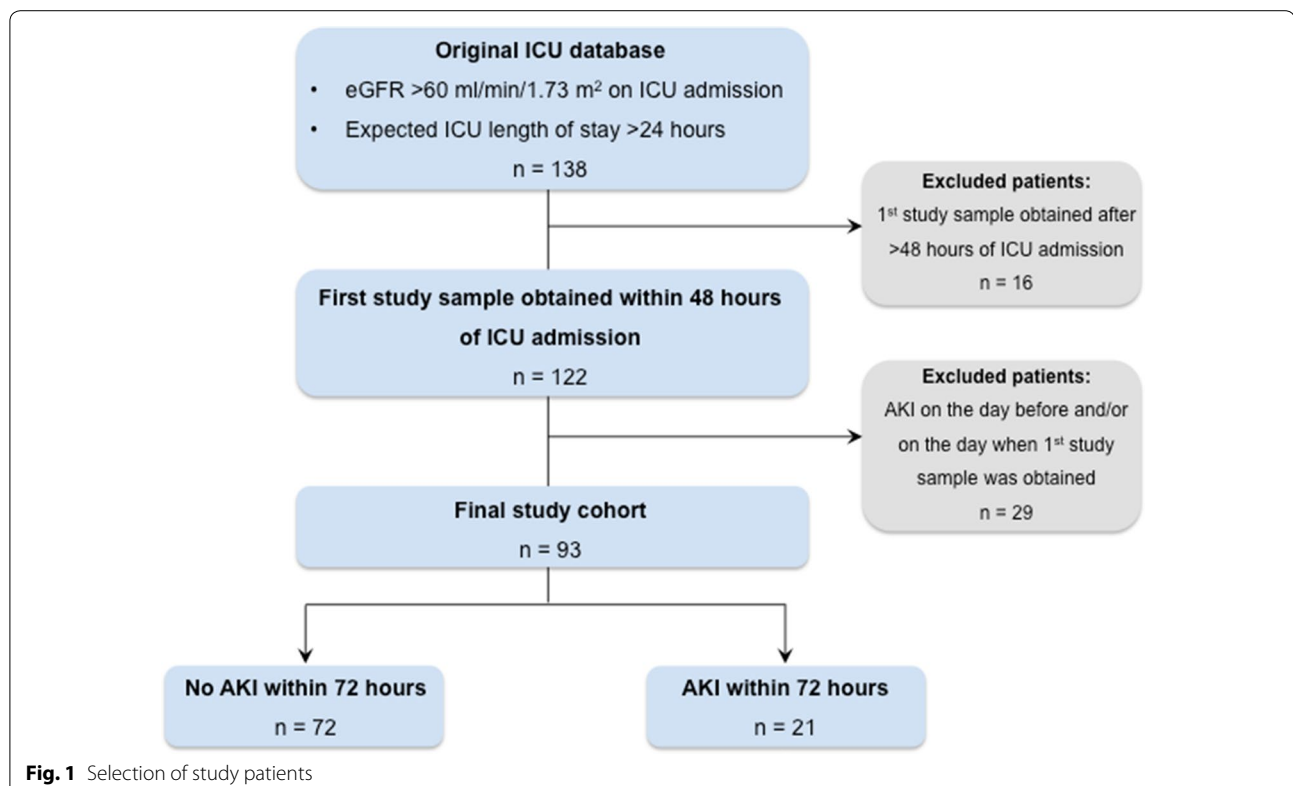 Original ICU database
• eGFR >60 ml/min/1.73 m² on ICU admission
• Expected ICU length of stay >24 hours
n = 138
Excluded patients:
1st study sample obtained after
>48 hours of ICU admission
n = 16
First study sample obtained within 48 hours
of ICU admission
n = 122
Excluded patients:
AKI on the day before and/or
on the day when 1st study
sample was obtained
n = 29
Final study cohort
n = 93
No AKI within 72 hours
n = 72
AKI within 72 hours
n = 21
Fig. 1 Selection of study patients